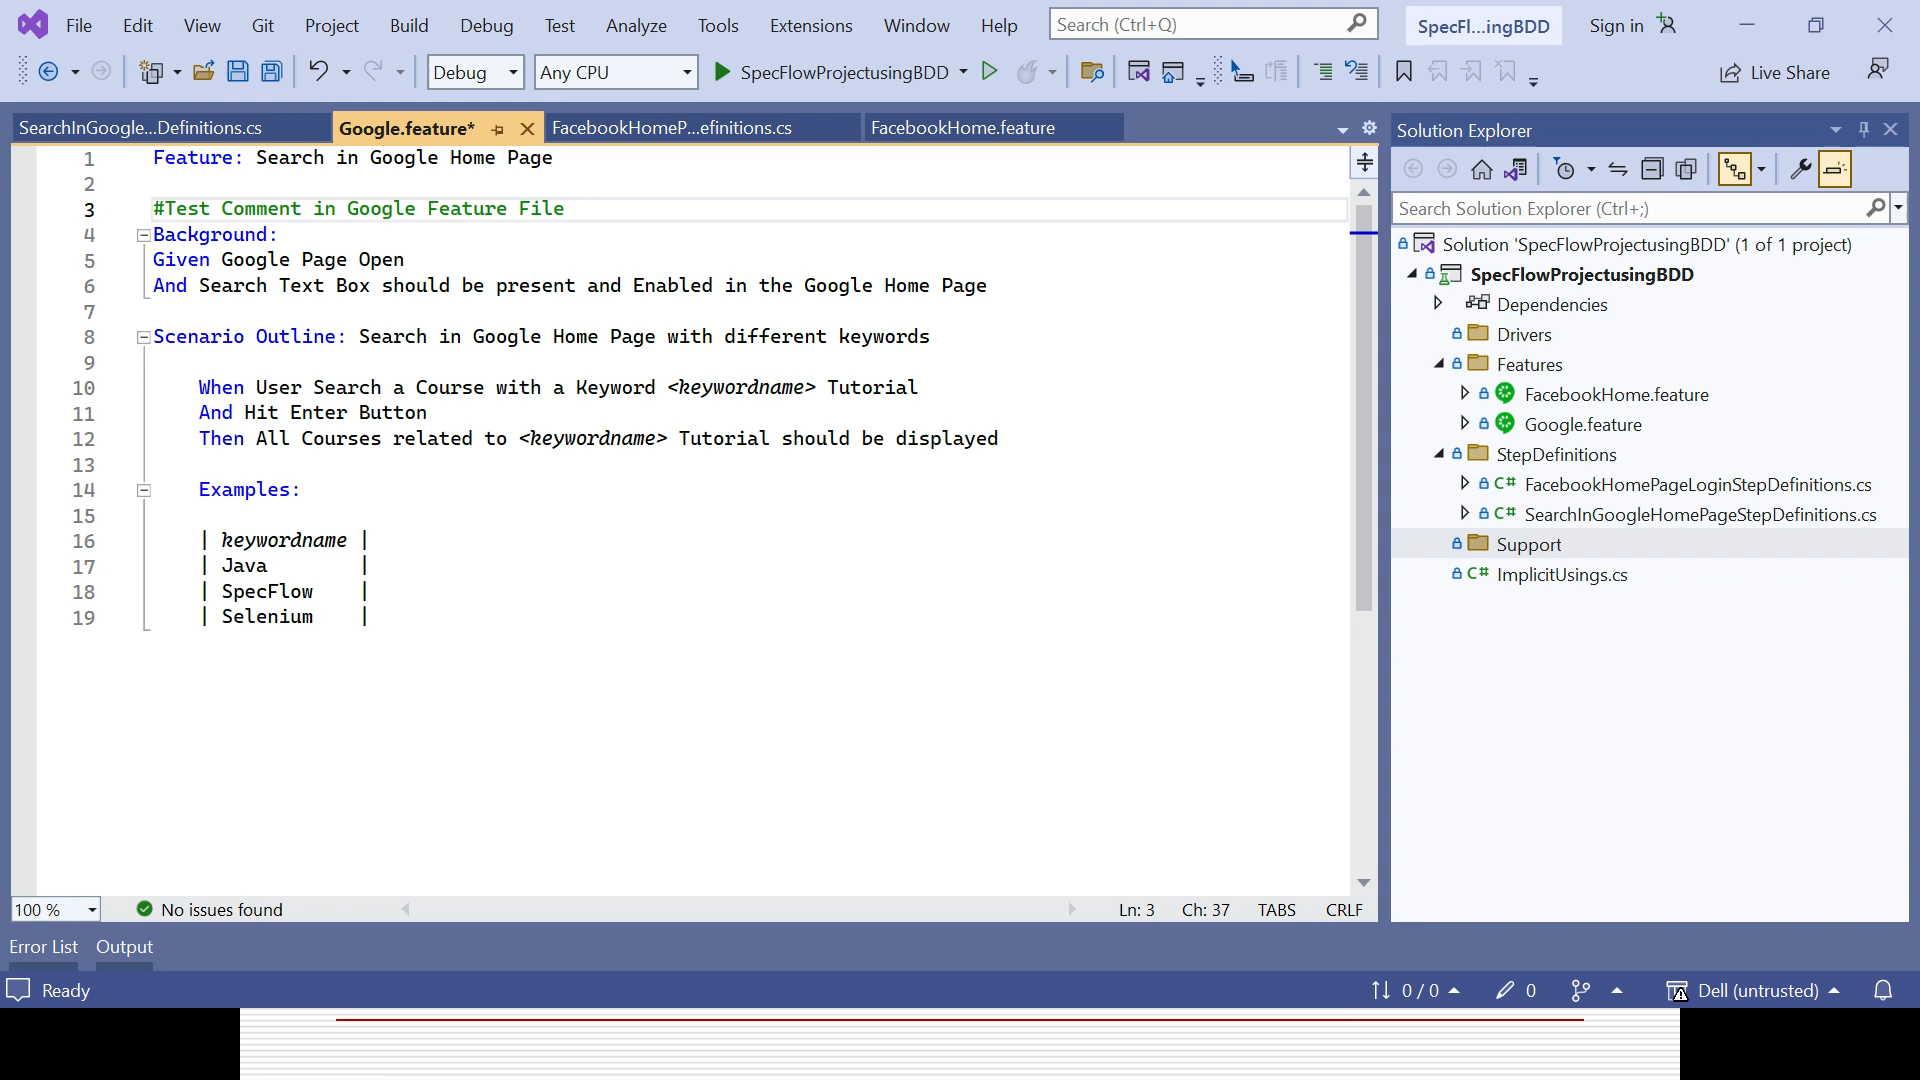 File Edit View Git Project Build Debug Test Analyze Tools Extensions Window Help Search (Ctrl+Q) SpecFl...ingBDD Sign in
Debug Any CPU SpecFlowProjectusingBDD Live Share
SearchInGoogle...Definitions.cs Google.feature* FacebookHomeP...efinitions.cs FacebookHome.feature
1 Feature: Search in Google Home Page
2
3 #Test Comment in Google Feature File
4 Background:
5 Given Google Page Open
6 And Search Text Box should be present and Enabled in the Google Home Page
7
8 Scenario Outline: Search in Google Home Page with different keywords
9
10 When User Search a Course with a Keyword <keywordname> Tutorial
11 And Hit Enter Button
12 Then All Courses related to <keywordname> Tutorial should be displayed
13
14 Examples:
15
16 | keywordname |
17 | Java |
18 | SpecFlow |
19 | Selenium |
100 % No issues found Ln: 3 Ch: 37 TABS CRLF
Solution Explorer
Search Solution Explorer (Ctrl+;)
Solution 'SpecFlowProjectusingBDD' (1 of 1 project)
SpecFlowProjectusingBDD
Dependencies
Drivers
Features
FacebookHome.feature
Google.feature
StepDefinitions
C# FacebookHomePageLoginStepDefinitions.cs
C# SearchInGoogleHomePageStepDefinitions.cs
Support
C# ImplicitUsings.cs
Error List Output
Ready 0 / 0 0 Dell (untrusted)